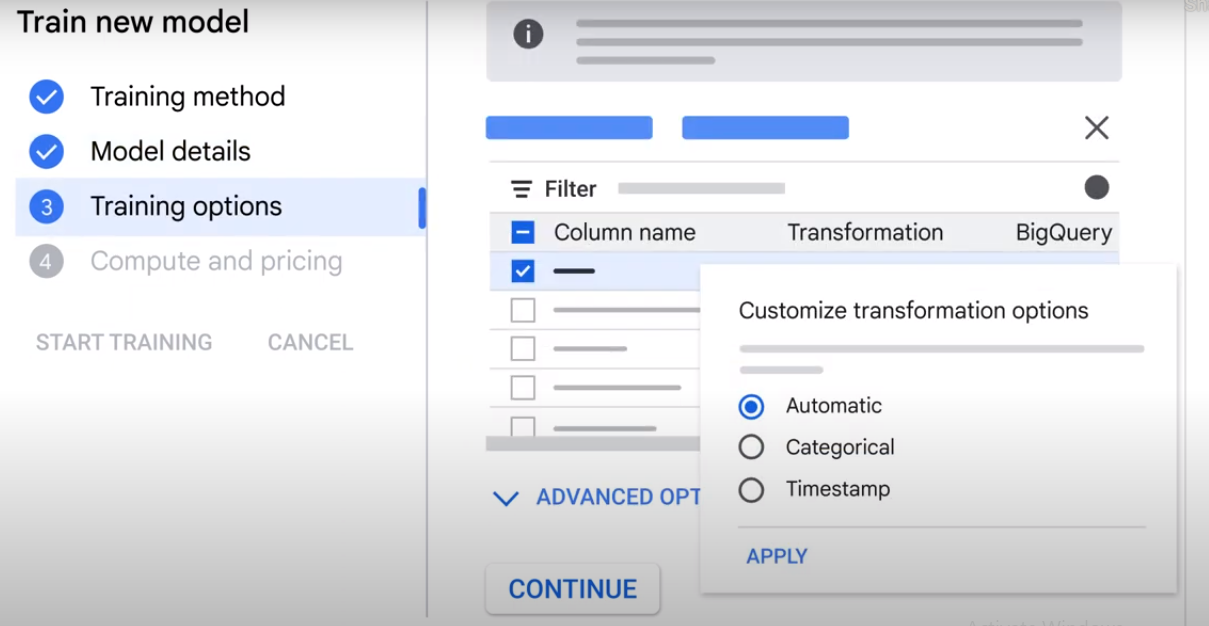 Train new model
Training method
Model details
3 Training options
4 Compute and pricing
START TRAINING CANCEL
i
Filter
Column name Transformation BigQuery
Customize transformation options
Automatic
Categorical
Timestamp
APPLY
ADVANCED OPT
CONTINUE